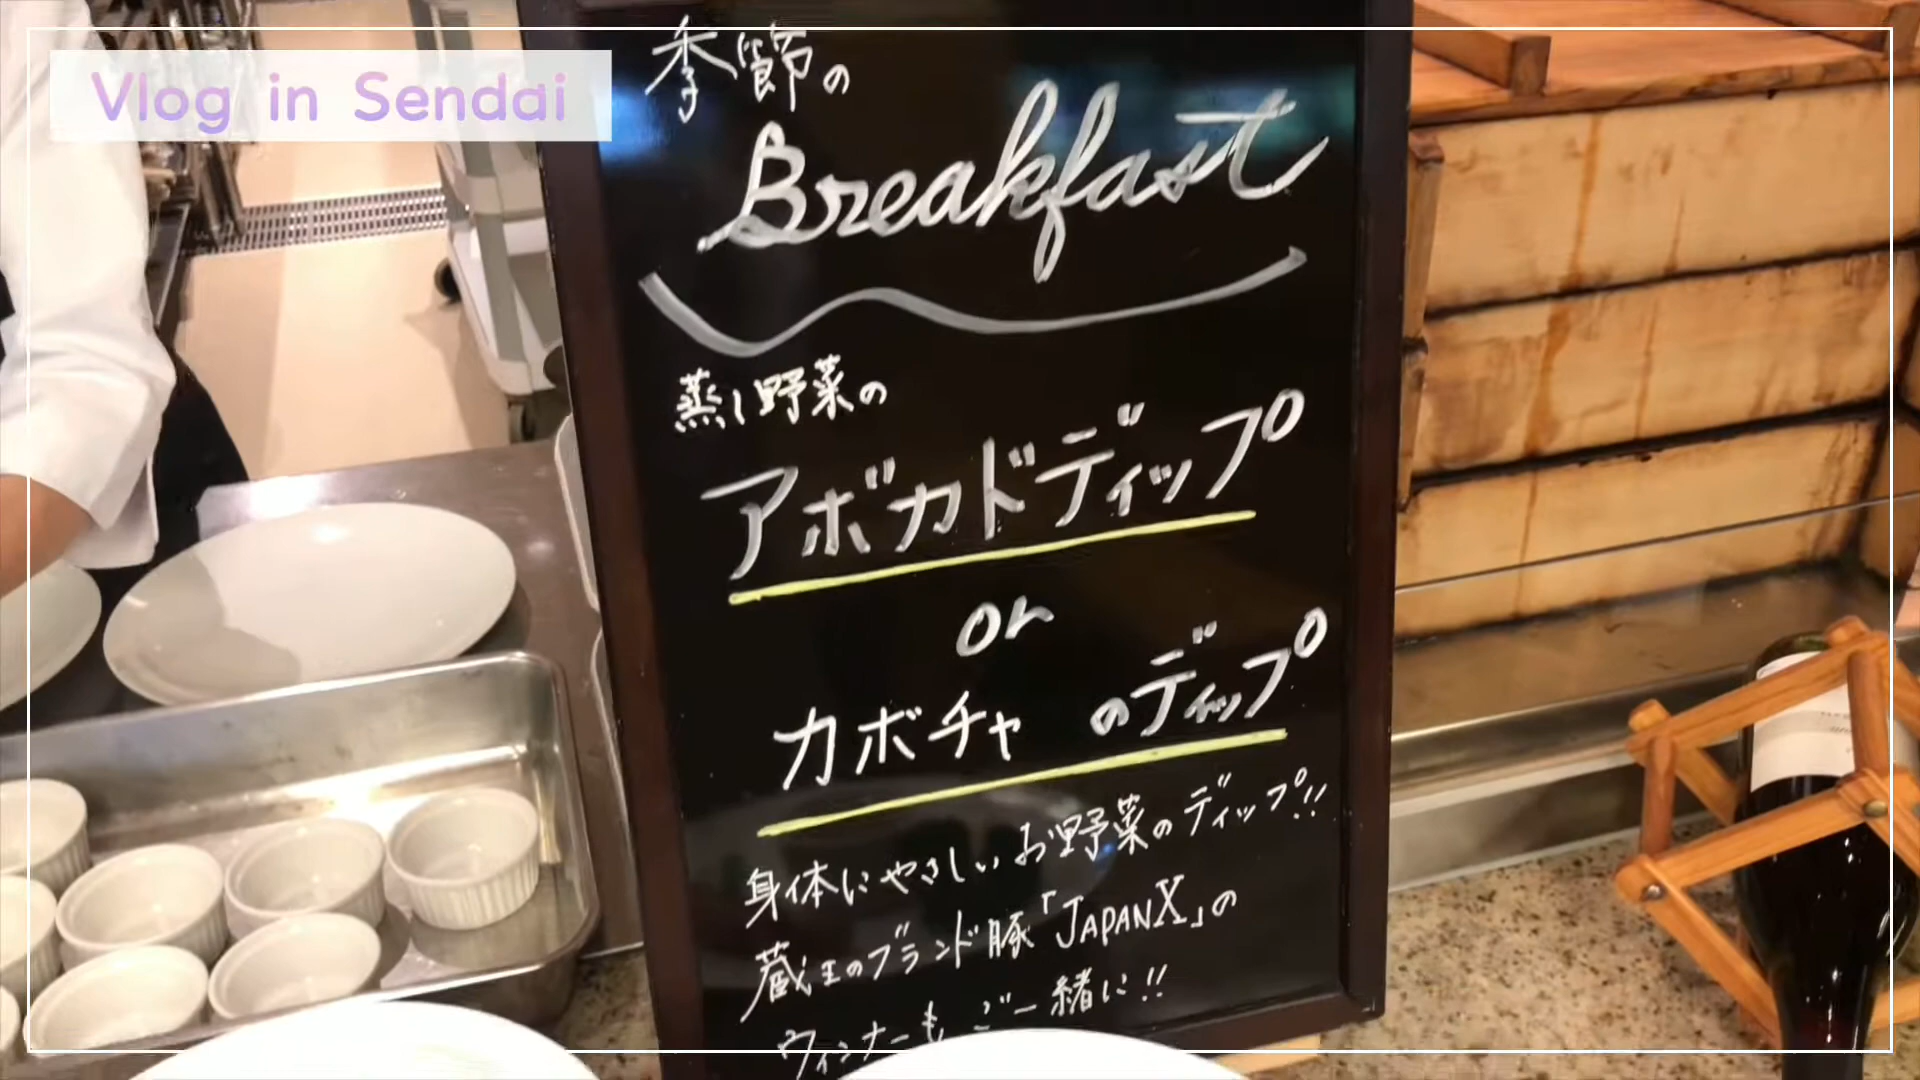 Vlog in Sendai
季節の
Breakfast
蒸し野菜の
アボカドディップ
or
カボチャのディップ
身体にやさしいお野菜のディップ!!
蔵王のブランド豚「JAPANX」の
ウィンナーもご一緒に!!